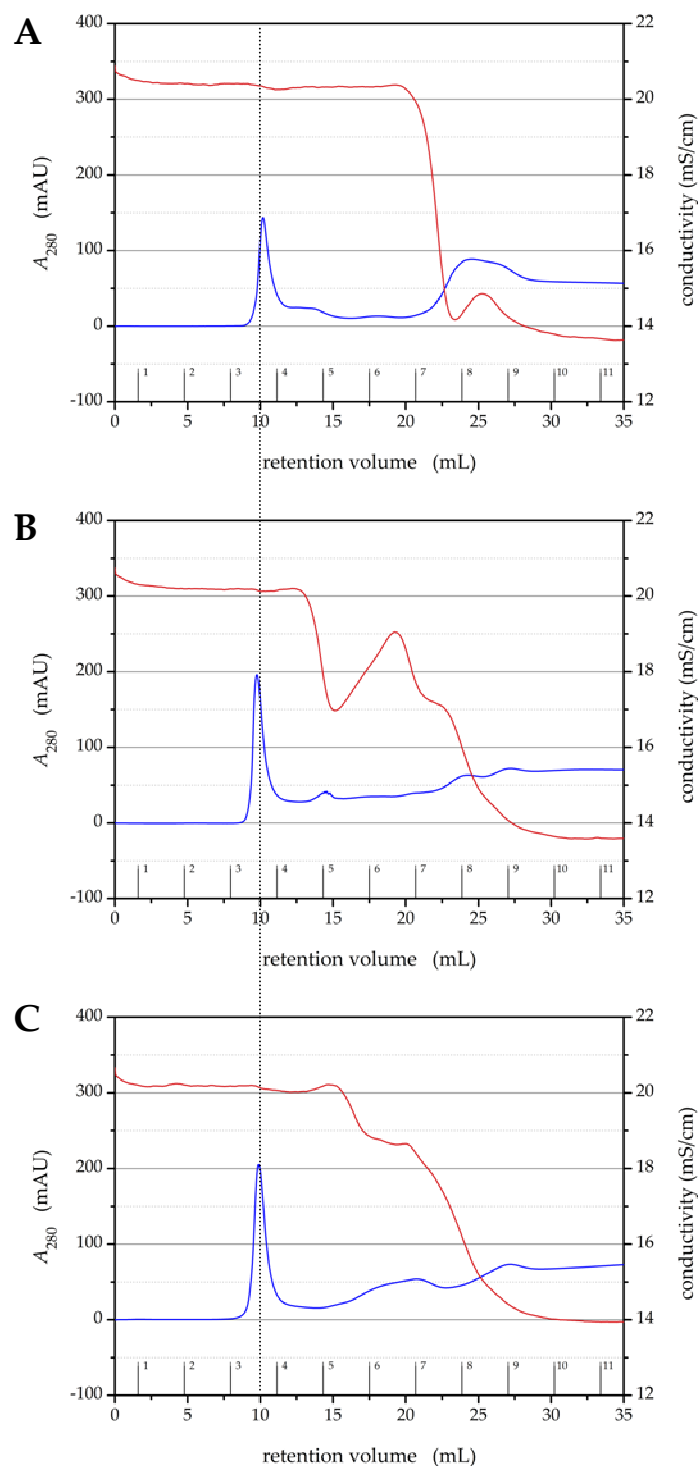 A
400
300
200
100
0
-100
A280 (mAU)
22
20
18
16
14
12
conductivity (mS/cm)
1 2 3 4 5 6 7 8 9 10 11
0 5 10 15 20 25 30 35
retention volume (mL)
B
400
300
200
100
0
-100
A280 (mAU)
22
20
18
16
14
12
conductivity (mS/cm)
1 2 3 4 5 6 7 8 9 10 11
0 5 10 15 20 25 30 35
retention volume (mL)
C
400
300
200
100
0
-100
A280 (mAU)
22
20
18
16
14
12
conductivity (mS/cm)
1 2 3 4 5 6 7 8 9 10 11
0 5 10 15 20 25 30 35
retention volume (mL)